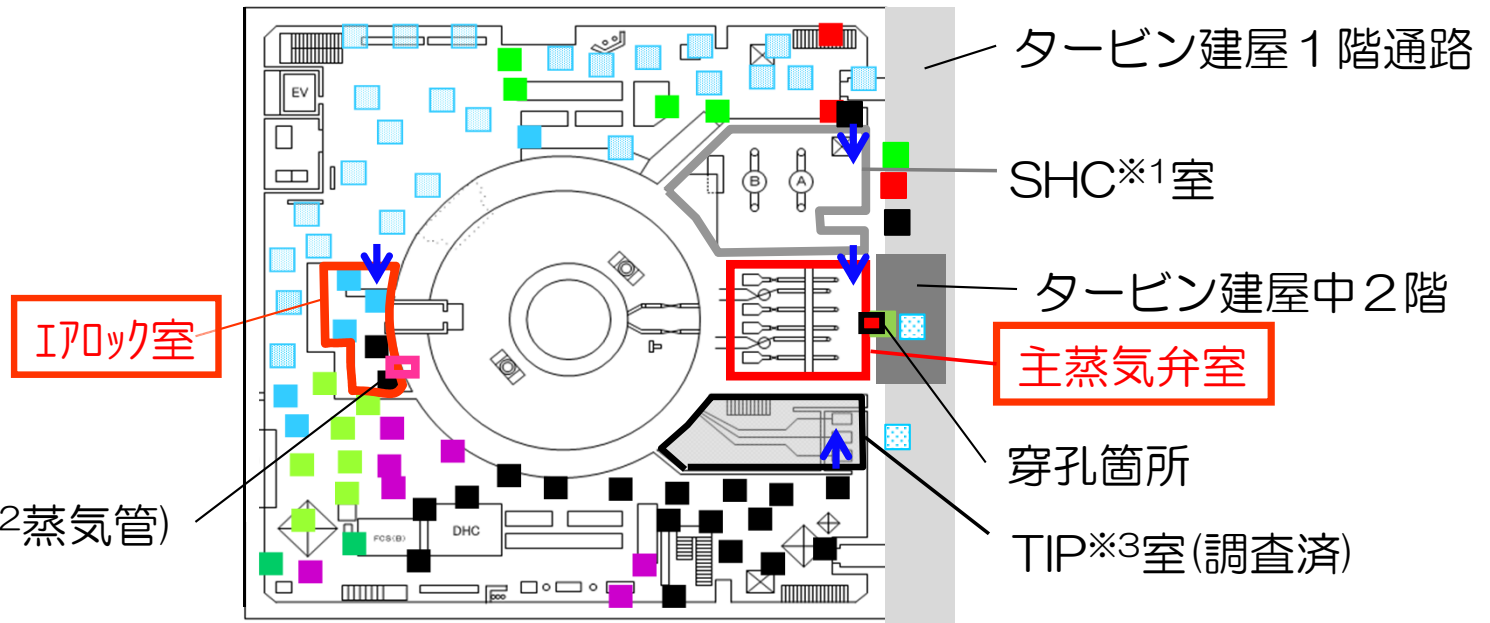 タービン建屋１階通路
EV
SHC※1室
B
A
タービン建屋中２階
ｴｱﾛｯｸ室
主蒸気弁室
穿孔箇所
2蒸気管)
FCS(B)
DHC
TIP※3室(調査済)